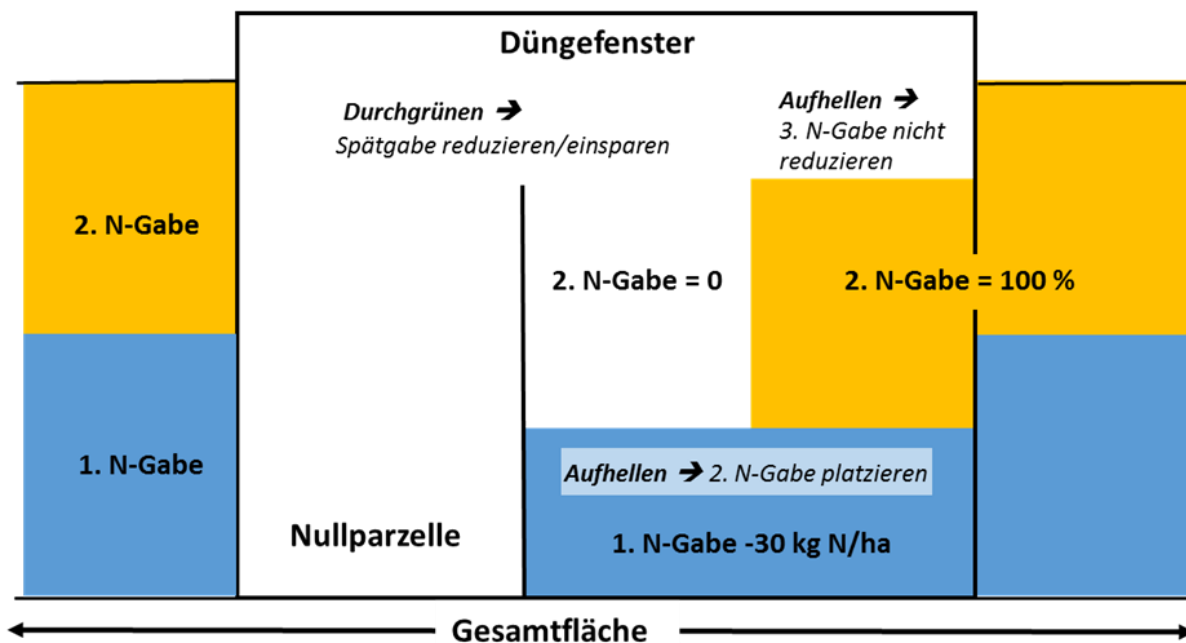 Düngefenster
Durchgrünen ➔
Spätgabe reduzieren/einsparen
Aufhellen ➔
3. N-Gabe nicht
reduzieren
2. N-Gabe
2. N-Gabe = 0
2. N-Gabe = 100 %
1. N-Gabe
Aufhellen ➔ 2. N-Gabe platzieren
Nullparzelle
1. N-Gabe -30 kg N/ha
Gesamtfläche